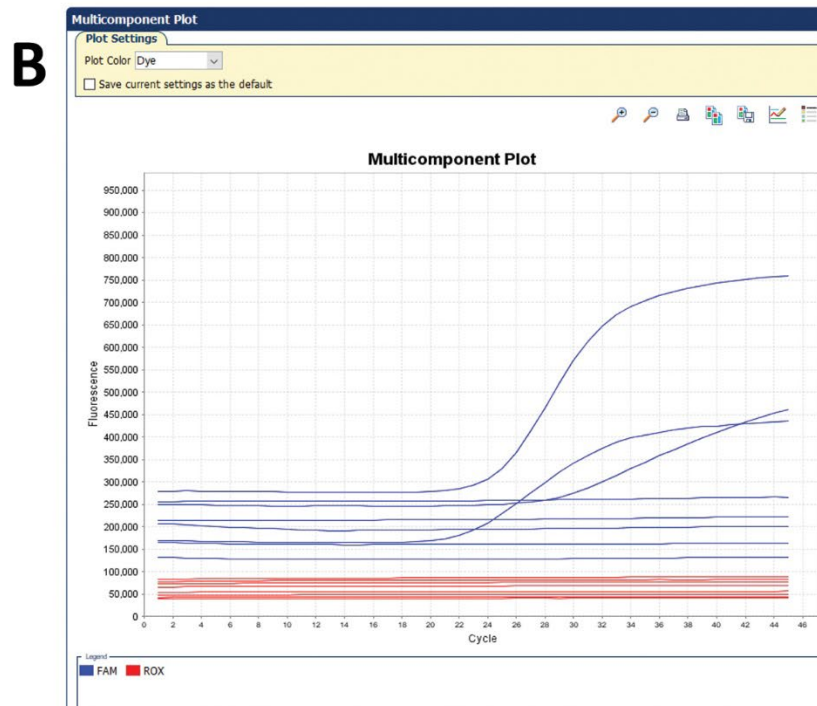 B
Multicomponent Plot
Plot Settings
Plot Color Dye
Save current settings as the default
Multicomponent Plot
950,000
900,000
850,000
800,000
750,000
700,000
650,000
600,000
550,000
500,000
450,000
400,000
350,000
300,000
250,000
200,000
150,000
100,000
50,000
0
Fluorescence
0 2 4 6 8 10 12 14 16 18 20 22 24 26 28 30 32 34 36 38 40 42 44 46
Cycle
Legend
FAM ROX